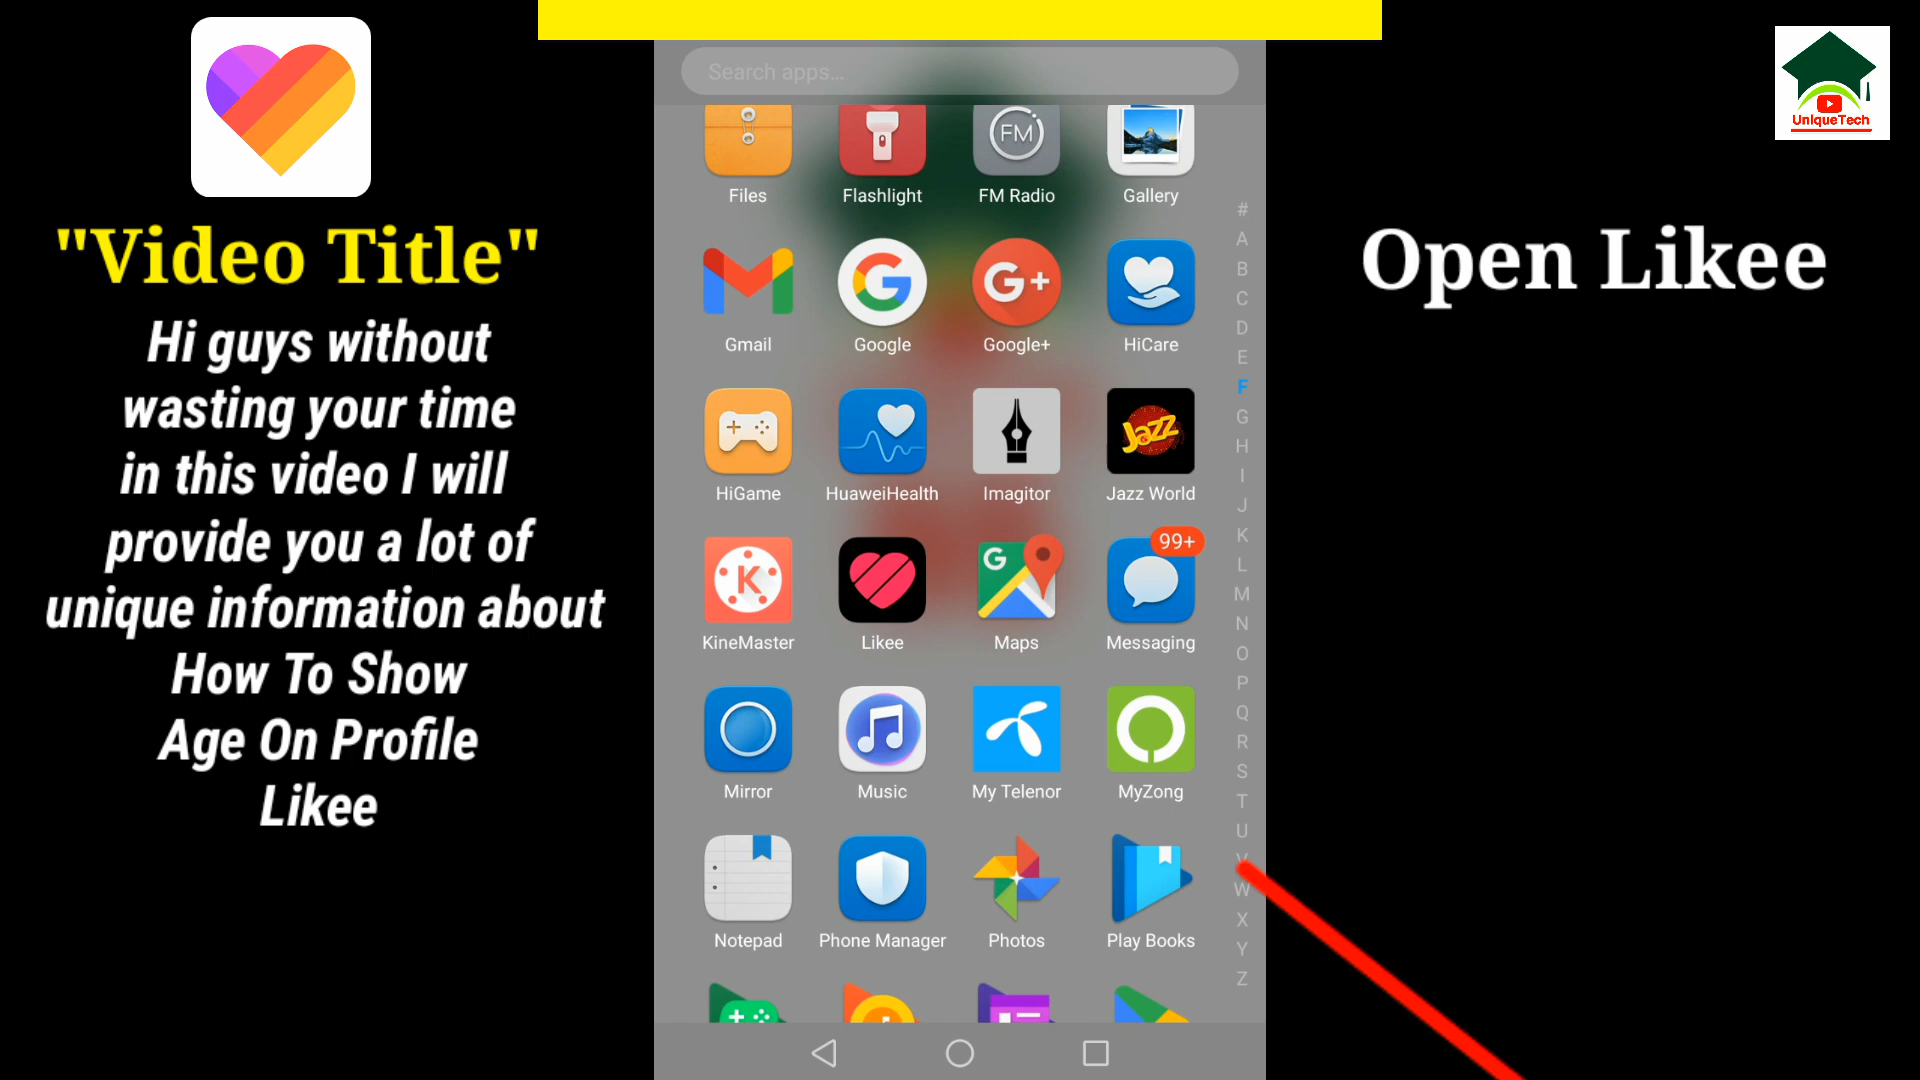 "Video Title"
Hi guys without
wasting your time
in this video I will
provide you a lot of
unique information about
How To Show
Age On Profile
Likee
Search apps...
Files
Flashlight
FM
FM Radio
Gallery
Gmail
Google
G+
Google+
HiCare
HiGame
HuaweiHealth
Imagitor
Jazz
Jazz World
K
KineMaster
Likee
G
Maps
99+
Messaging
Mirror
Music
My Telenor
MyZong
Notepad
Phone Manager
Photos
Play Books
#
A
B
C
D
E
F
G
H
I
J
K
L
M
N
O
P
Q
R
S
T
U
V
W
X
Y
Z
UniqueTech
Open Likee